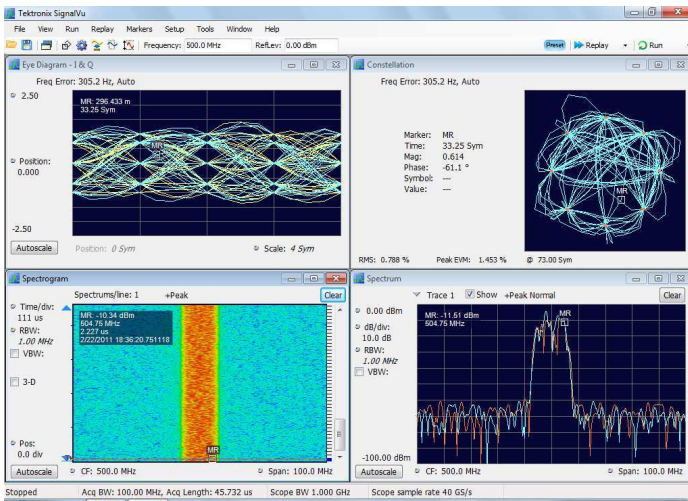 Tektronix SignalVu
File View Run Replay Markers Setup Tools Window Help
Frequency: 500.0 MHz RefLev: 0.00 dBm Preset Replay Run
Eye Diagram - I & Q
Freq Error: 305.2 Hz, Auto
2.50
MR: 296.433 m
33.25 Sym
MR
Position:
0.000
-2.50
Autoscale Position: 0 Sym Scale: 4 Sym
Constellation
Freq Error: 305.2 Hz, Auto
Marker: MR
Time: 33.25 Sym
Mag: 0.614
Phase: -61.1 °
Symbol: ---
Value: ---
MR
RMS: 0.788 % Peak EVM: 1.453 % @ 73.00 Sym
Spectrogram
Spectrums/line: 1 +Peak Clear
Time/div:
111 us
RBW:
1.00 MHz
VBW:
3-D
Pos:
0.0 div
MR: -10.34 dBm
504.75 MHz
2.227 us
2/22/2011 18:36:20.751118
MR
Autoscale CF: 500.0 MHz Span: 100.0 MHz
Spectrum
Trace 1 Show +Peak Normal Clear
0.00 dBm
dB/div:
10.0 dB
RBW:
1.00 MHz
VBW:
MR: -11.51 dBm
504.75 MHz
MR
-100.00 dBm
Autoscale CF: 500.0 MHz Span: 100.0 MHz
Stopped Acq BW: 100.00 MHz, Acq Length: 45.732 us Scope BW 1.000 GHz Scope sample rate 40 GS/s